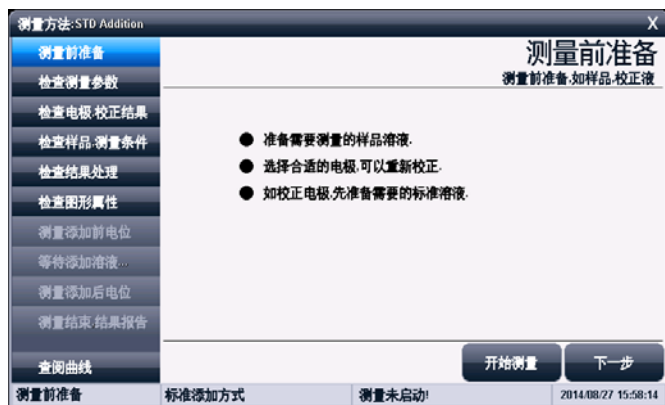 测量方法:STD Addition X
测量前准备
检查测量参数
检查电极.校正结果
检查样品.测量条件
检查结果处理
检查图形属性
测量添加前电位
等待添加溶液...
测量添加后电位
测量结束.结果报告
查阅曲线
测量前准备
测量前准备.如样品.校正液
● 准备需要测量的样品溶液.
● 选择合适的电极.可以重新校正.
● 如校正电极.先准备需要的标准溶液.
开始测量 下一步
测量前准备 标准添加方式 测量未启动! 2014/08/27 15:58:14